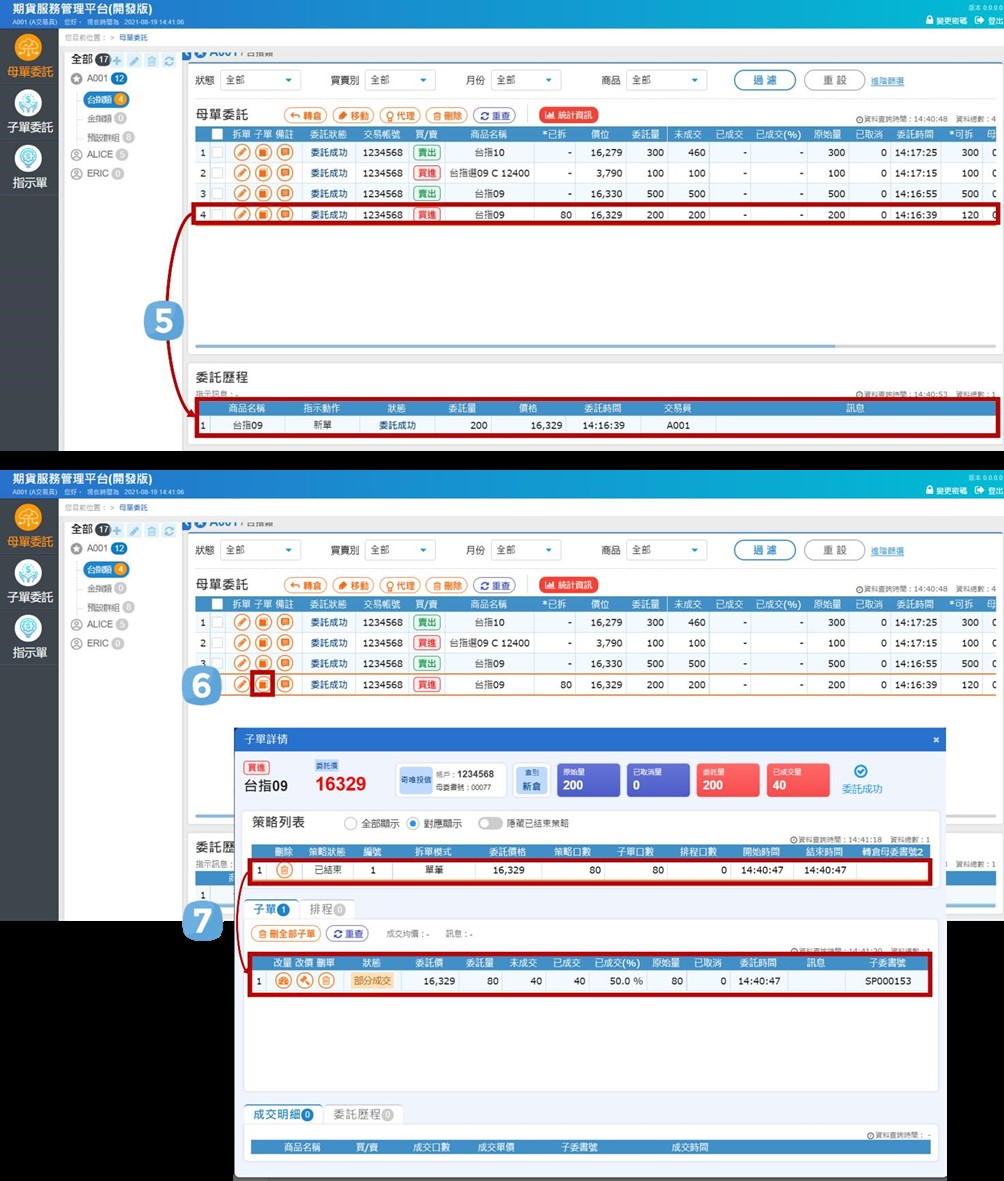 期貨服務管理平台(開發版)
版本 0.0.0.0
A001 (A交易員) 您好， 現在時間為 2021-08-19 14:41:06
變更密碼 登出
您目前位置： > 母單委託
母單委託
子單委託
指示單
全部 17
A001 12
台指類 4
金指類 0
預設群組 8
ALICE 5
ERIC 0
A001 / 台指類
狀態 全部 買賣別 全部 月份 全部 商品 全部 過濾 重設 進階篩選
母單委託 轉倉 移動 代理 刪除 重查 統計資訊
資料查詢時間：14:40:48 資料總數：4
拆單 子單 備註 委託狀態 交易帳號 買/賣 商品名稱 *已拆 價位 委託量 未成交 已成交 已成交(%) 原始量 已取消 委託時間 *可拆 母
1 委託成功 1234568 賣出 台指10 - 16,279 300 460 - - 300 0 14:17:25 300 0
2 委託成功 1234568 買進 台指選09 C 12400 - 3,790 100 100 - - 100 0 14:17:15 100 0
3 委託成功 1234568 賣出 台指09 - 16,330 500 500 - - 500 0 14:16:55 500 0
4 委託成功 1234568 買進 台指09 80 16,329 200 200 - - 200 0 14:16:39 120 0
5
委託歷程
指示訊息：-
資料查詢時間：14:40:53 資料總數：1
商品名稱 指示動作 狀態 委託量 價格 委託時間 交易員 訊息
1 台指09 新單 委託成功 200 16,329 14:16:39 A001
期貨服務管理平台(開發版)
版本 0.0.0.0
A001 (A交易員) 您好， 現在時間為 2021-08-19 14:41:06
變更密碼 登出
您目前位置： > 母單委託
母單委託
子單委託
指示單
全部 17
A001 12
台指類 4
金指類 0
預設群組 8
ALICE 5
ERIC 0
A001 / 台指類
狀態 全部 買賣別 全部 月份 全部 商品 全部 過濾 重設 進階篩選
母單委託 轉倉 移動 代理 刪除 重查 統計資訊
資料查詢時間：14:40:48 資料總數：4
拆單 子單 備註 委託狀態 交易帳號 買/賣 商品名稱 *已拆 價位 委託量 未成交 已成交 已成交(%) 原始量 已取消 委託時間 *可拆 母
1 委託成功 1234568 賣出 台指10 - 16,279 300 460 - - 300 0 14:17:25 300 0
2 委託成功 1234568 買進 台指選09 C 12400 - 3,790 100 100 - - 100 0 14:17:15 100 0
3 委託成功 1234568 賣出 台指09 - 16,330 500 500 - - 500 0 14:16:55 500 0
6 委託成功 1234568 買進 台指09 80 16,329 200 200 - - 200 0 14:16:39 120 0
委託歷
指示訊息：
資料總數：1
商
1
7
子單詳情 ×
買進
台指09
委託價
16329
奇唯投信
帳戶：1234568
母委書號：00077
倉別
新倉
原始量
200
已取消量
0
委託量
200
已成交量
40
委託成功
策略列表 全部顯示 對應顯示 隱藏已結束策略
資料查詢時間：14:41:18 資料總數：1
刪除 策略狀態 編號 拆單模式 委託價格 策略口數 子單口數 排程口數 開始時間 結束時間 轉倉母委書號2
1 已結束 1 單筆 16,329 80 80 0 14:40:47 14:40:47
子單 1 排程 0
刪全部子單 重查 成交均價：- 訊息：-
資料查詢時間：14:41:20 資料總數：1
改量 改價 刪單 狀態 委託價 委託量 未成交 已成交 已成交(%) 原始量 已取消 委託時間 訊息 子委書號
1 部分成交 16,329 80 40 40 50.0 % 80 0 14:40:47 SP000153
成交明細 0 委託歷程 0
資料查詢時間：-
商品名稱 買/賣 成交口數 成交單價 子委書號 成交時間